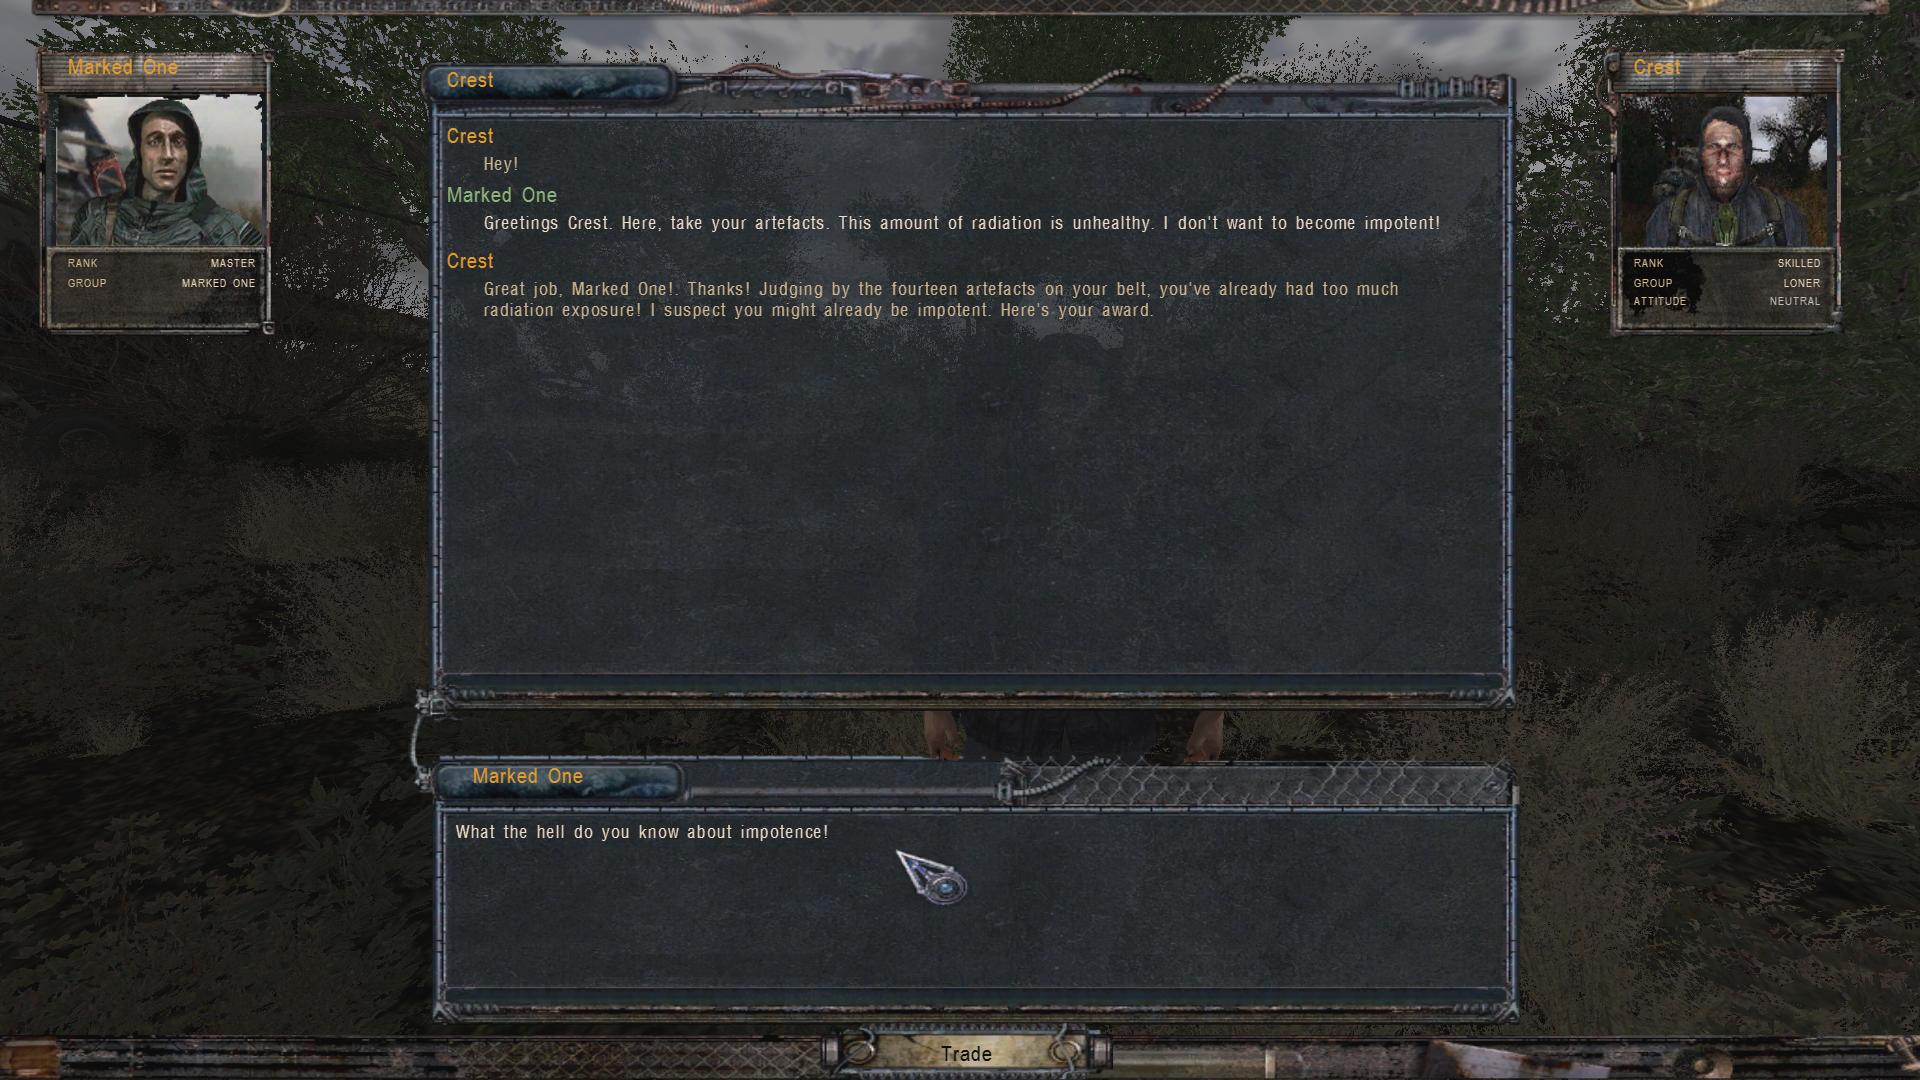 Marked One
RANK MASTER
GROUP MARKED ONE
Crest
Crest
Hey!
Marked One
Greetings Crest. Here, take your artefacts. This amount of radiation is unhealthy. I don't want to become impotent!
Crest
Great job, Marked One!. Thanks! Judging by the fourteen artefacts on your belt, you've already had too much
radiation exposure! I suspect you might already be impotent. Here's your award.
Crest
RANK SKILLED
GROUP LONER
ATTITUDE NEUTRAL
Marked One
What the hell do you know about impotence!
Trade